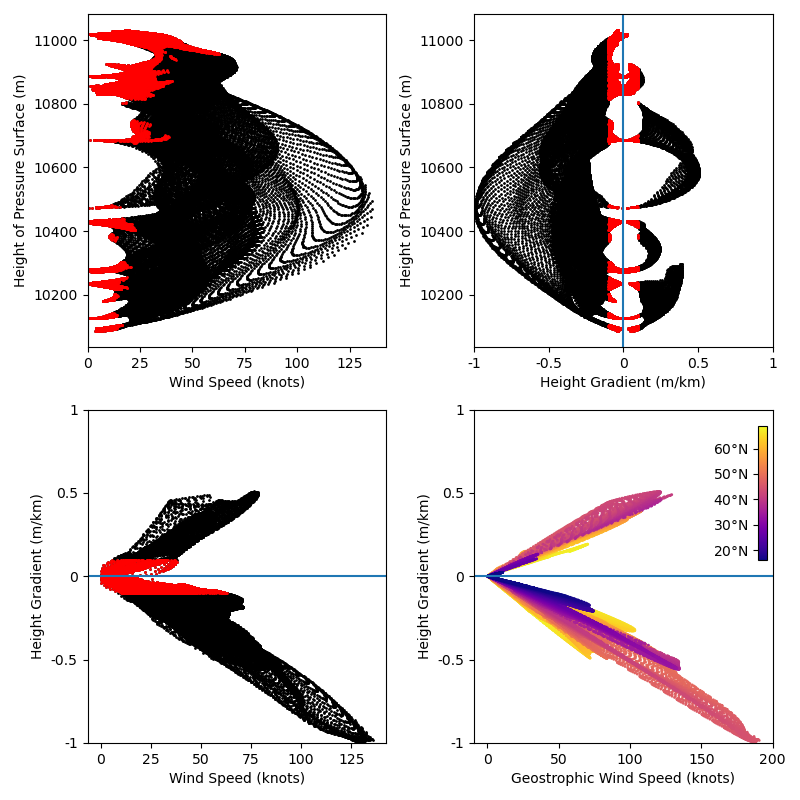 11000
10800
10600
10400
10200
Height of Pressure Surface (m)
0 25 50 75 100 125
Wind Speed (knots)
11000
10800
10600
10400
10200
Height of Pressure Surface (m)
-1 -0.5 0 0.5 1
Height Gradient (m/km)
1
0.5
0
-0.5
-1
Height Gradient (m/km)
0 25 50 75 100 125
Wind Speed (knots)
1
0.5
0
-0.5
-1
Height Gradient (m/km)
60°N
50°N
40°N
30°N
20°N
0 50 100 150 200
Geostrophic Wind Speed (knots)